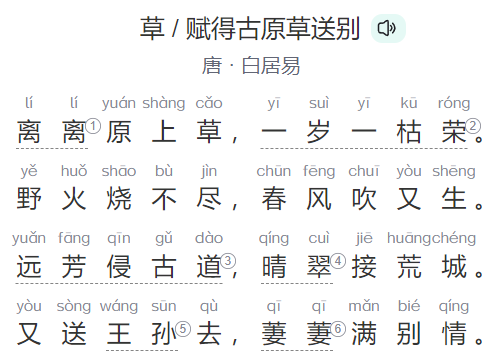 草 / 赋得古原草送别
唐 · 白居易
lí lí yuán shàng cǎo yī suì yī kū róng
离离①原上草，一岁一枯荣②。
yě huǒ shāo bù jìn chūn fēng chuī yòu shēng
野火烧不尽，春风吹又生。
yuǎn fāng qīn gǔ dào qíng cuì jiē huāng chéng
远芳侵古道③，晴翠④接荒城。
yòu sòng wáng sūn qù qī qī mǎn bié qíng
又送王孙⑤去，萋萋⑥满别情。